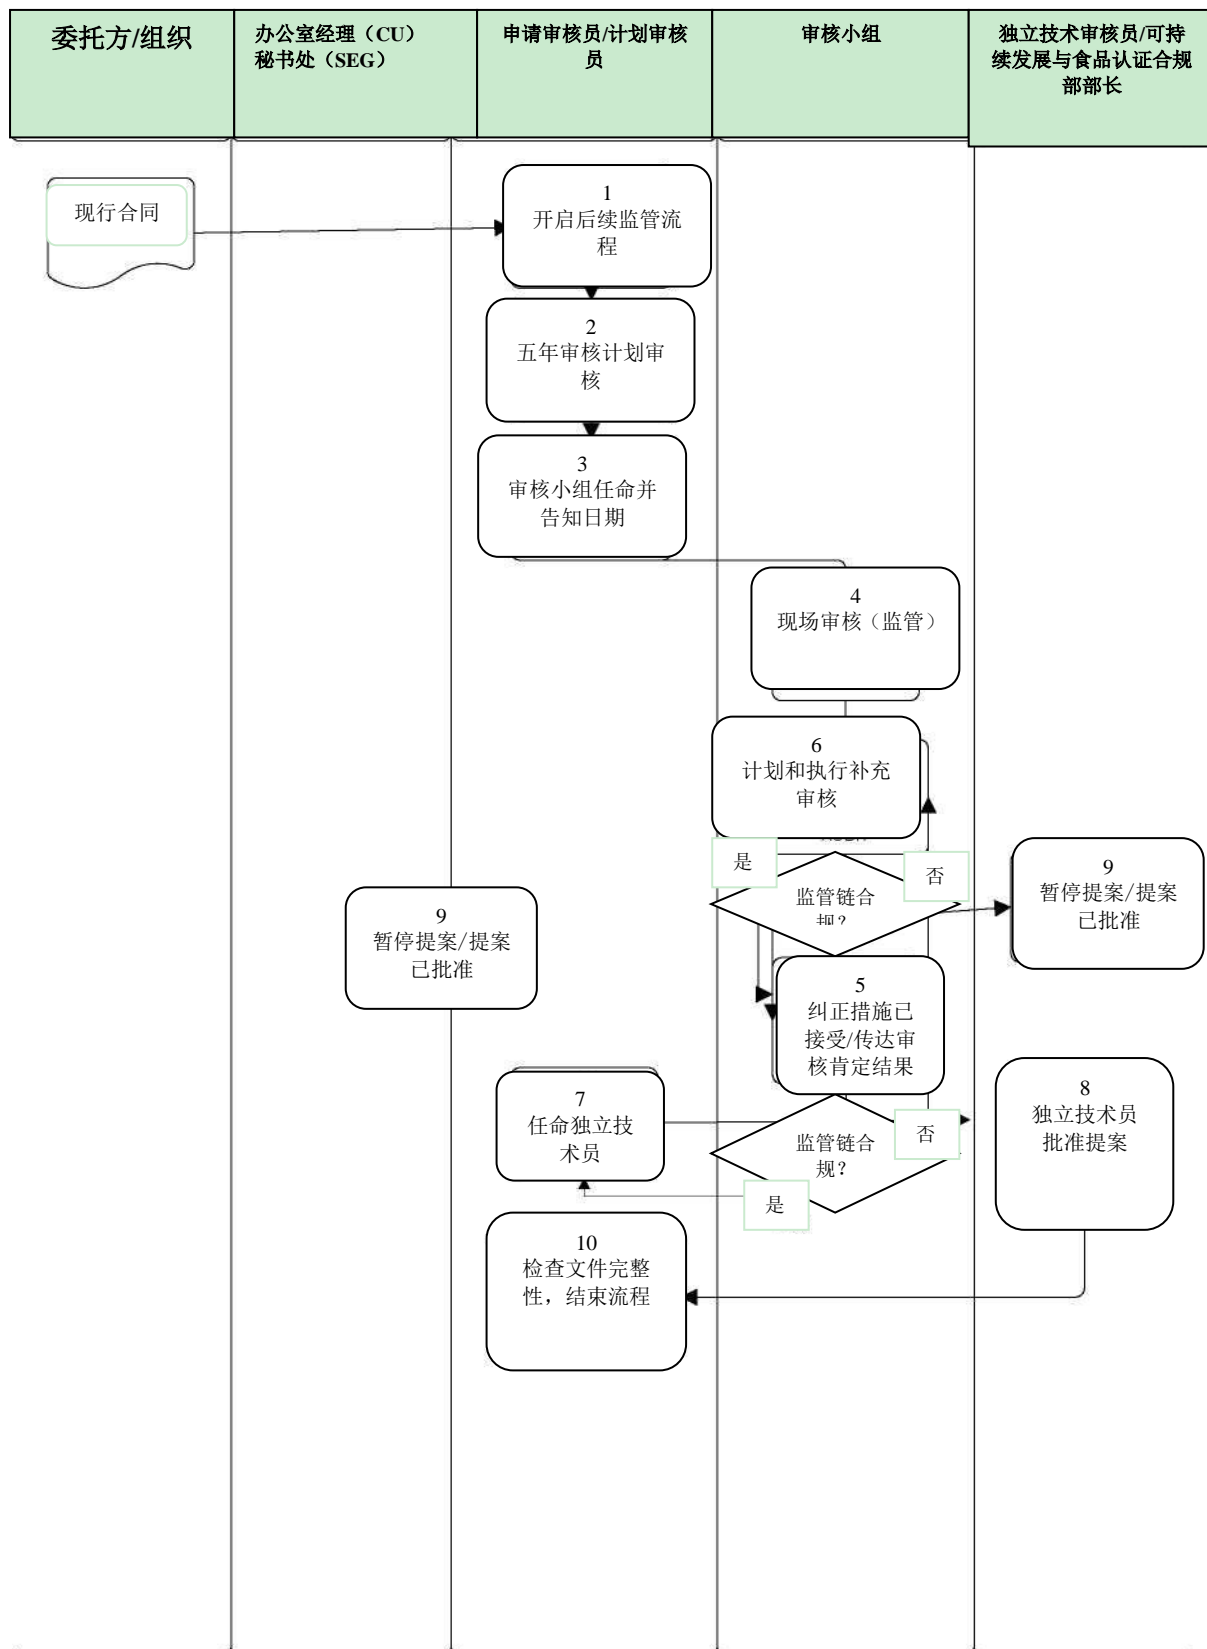 委托方/组织
办公室经理（CU）
秘书处（SEG）
申请审核员/计划审核
员
审核小组
独立技术审核员/可持
续发展与食品认证合规
部部长
现行合同
1
开启后续监管流
程
2
五年审核计划审
核
3
审核小组任命并
告知日期
4
现场审核（监管）
6
计划和执行补充
审核
是
否
监管链合
规？
9
暂停提案/提案
已批准
9
暂停提案/提案
已批准
5
纠正措施已
接受/传达审
核肯定结果
7
任命独立技
术员
监管链合
规？
否
是
8
独立技术员
批准提案
10
检查文件完整
性，结束流程